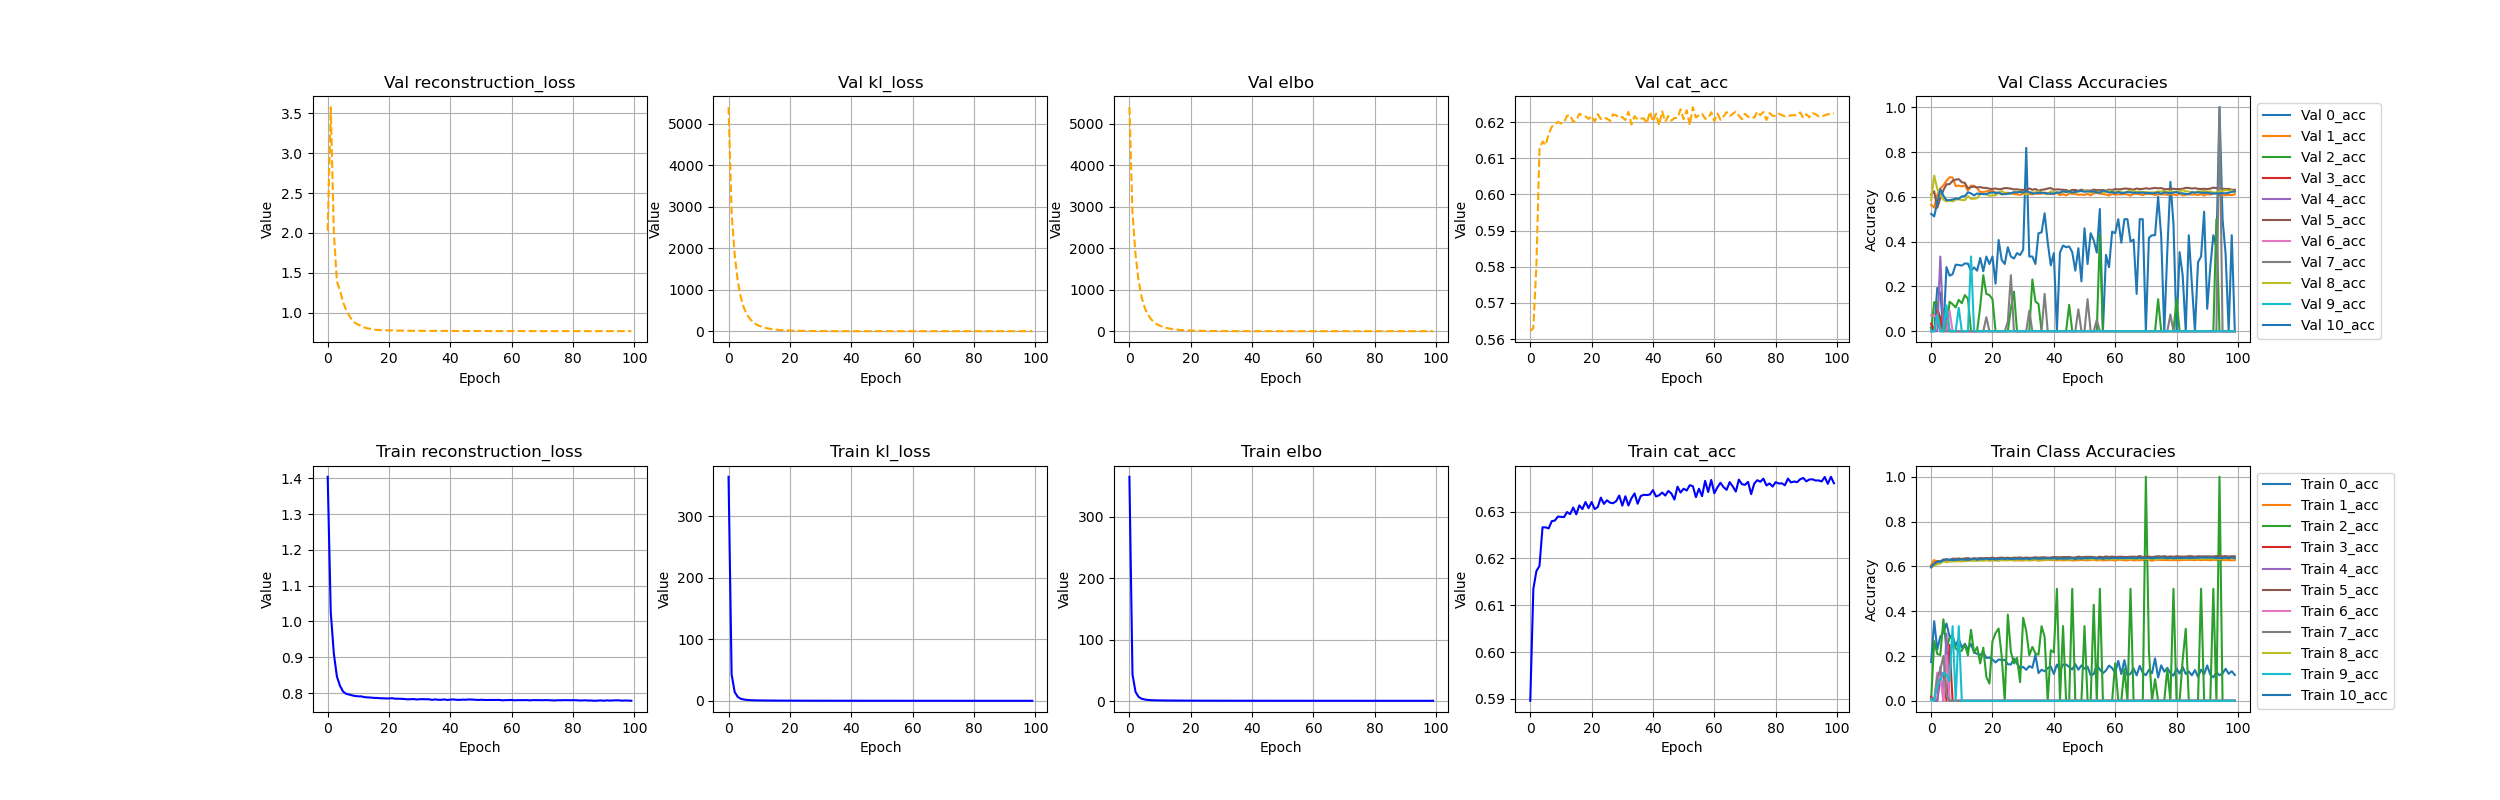 Val reconstruction_loss
Value
3.5
3.0
2.5
2.0
1.5
1.0
0 20 40 60 80 100
Epoch
Val kl_loss
Value
5000
4000
3000
2000
1000
0
0 20 40 60 80 100
Epoch
Val elbo
Value
5000
4000
3000
2000
1000
0
0 20 40 60 80 100
Epoch
Val cat_acc
Value
0.62
0.61
0.60
0.59
0.58
0.57
0.56
0 20 40 60 80 100
Epoch
Val Class Accuracies
Accuracy
1.0
0.8
0.6
0.4
0.2
0.0
0 20 40 60 80 100
Epoch
Val 0_acc
Val 1_acc
Val 2_acc
Val 3_acc
Val 4_acc
Val 5_acc
Val 6_acc
Val 7_acc
Val 8_acc
Val 9_acc
Val 10_acc
Train reconstruction_loss
Value
1.4
1.3
1.2
1.1
1.0
0.9
0.8
0 20 40 60 80 100
Epoch
Train kl_loss
Value
300
200
100
0
0 20 40 60 80 100
Epoch
Train elbo
Value
300
200
100
0
0 20 40 60 80 100
Epoch
Train cat_acc
Value
0.63
0.62
0.61
0.60
0.59
0 20 40 60 80 100
Epoch
Train Class Accuracies
Accuracy
1.0
0.8
0.6
0.4
0.2
0.0
0 20 40 60 80 100
Epoch
Train 0_acc
Train 1_acc
Train 2_acc
Train 3_acc
Train 4_acc
Train 5_acc
Train 6_acc
Train 7_acc
Train 8_acc
Train 9_acc
Train 10_acc